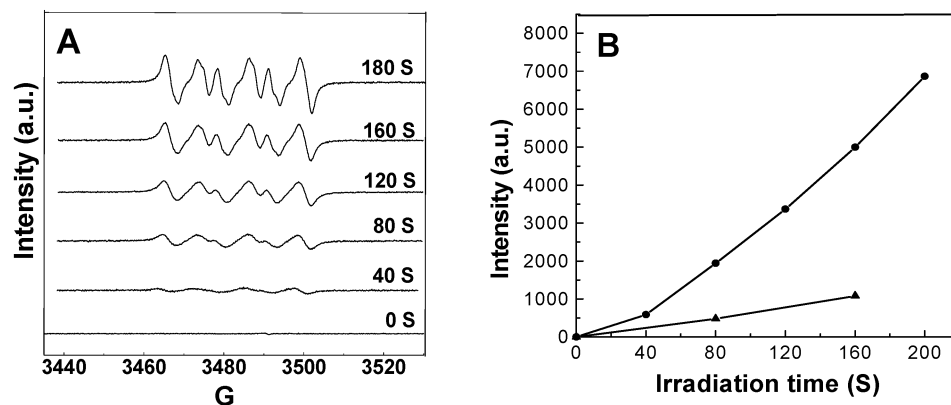 A
180 S
160 S
120 S
80 S
40 S
0 S
Intensity (a.u.)
3440 3460 3480 3500 3520
G
B
8000
7000
6000
5000
4000
3000
2000
1000
0
Intensity (a.u.)
0 40 80 120 160 200
Irradiation time (S)